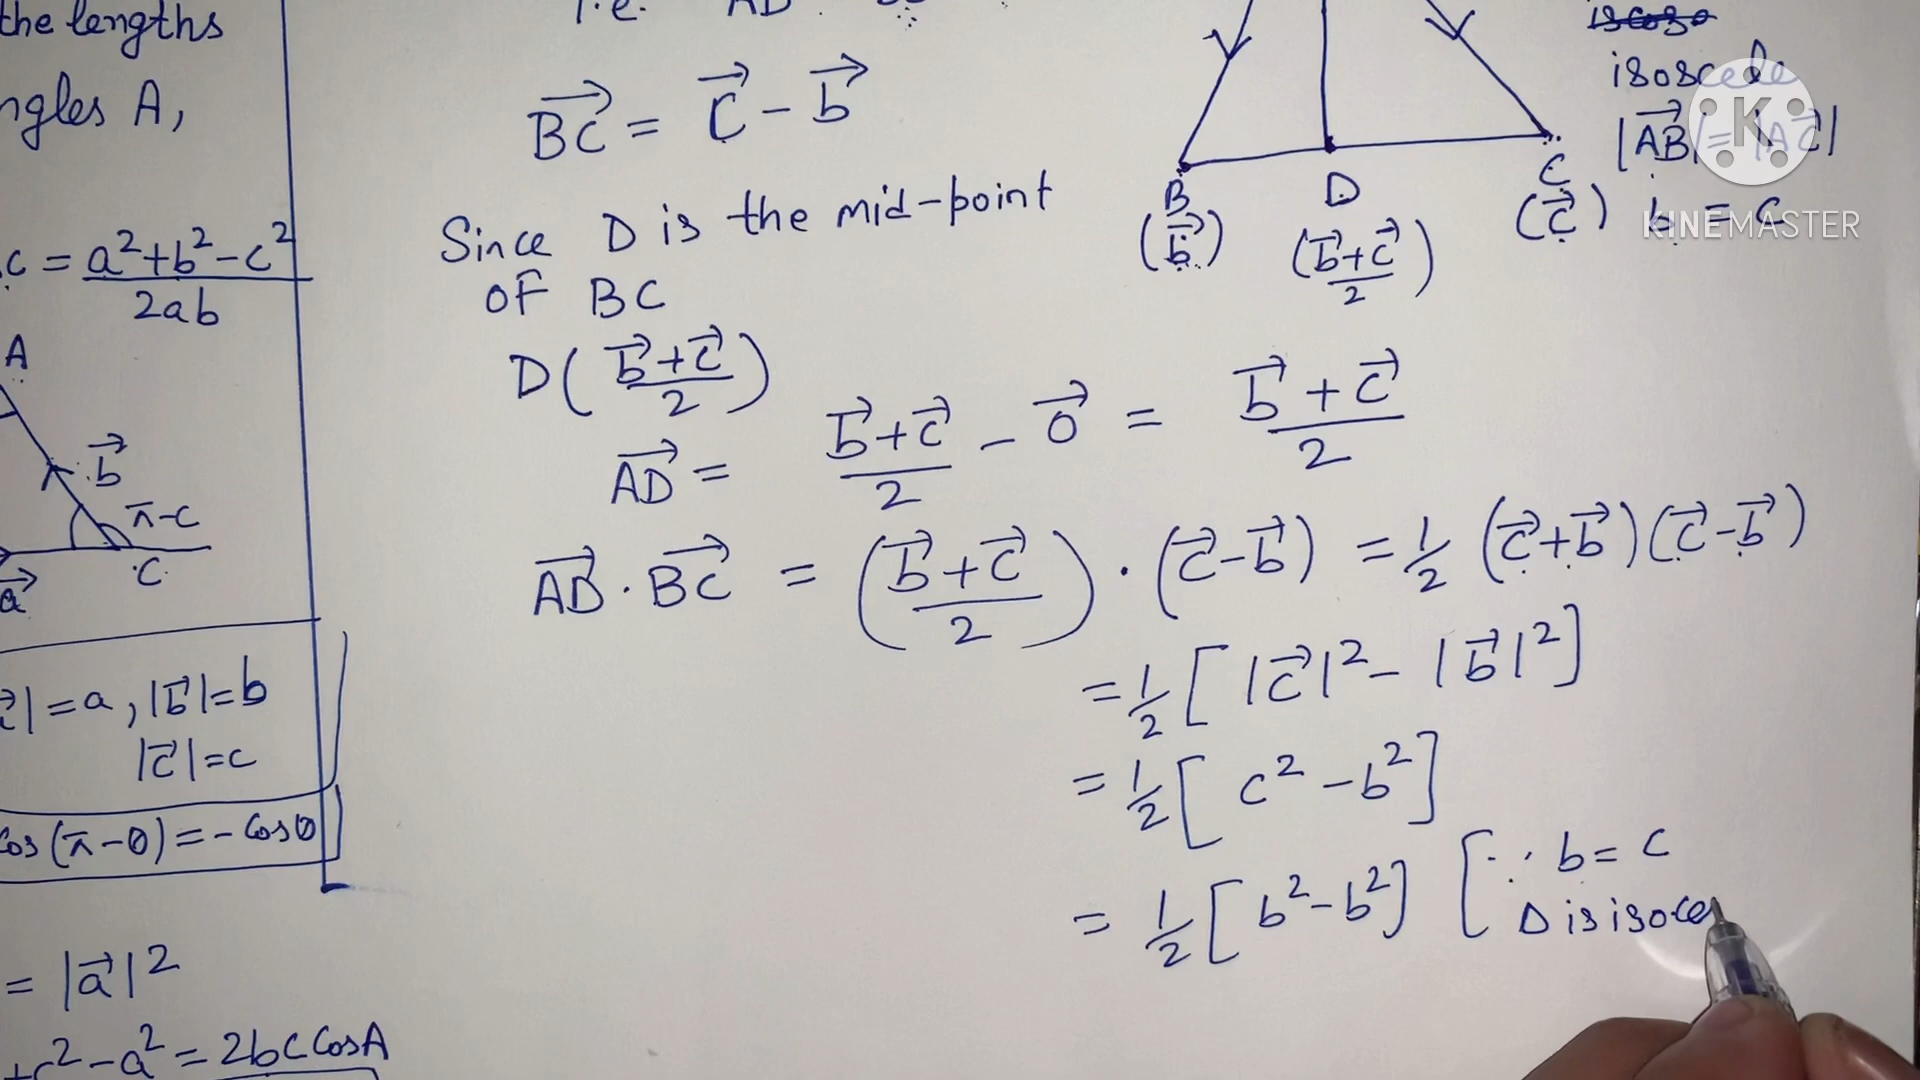 the lengths
ngles A,
c = a²+b²-c² / 2ab
A
b⃗
π-c
C
a⃗
| = a, |b⃗| = b
|c⃗| = c
cos(π-θ) = -cosθ
= |a⃗|²
+c²-a² = 2bc cosA
i.e. AD
BC⃗ = c⃗ - b⃗
Since D is the mid-point
of BC
D( b⃗+c⃗ / 2 )
AD⃗ = b⃗+c⃗ / 2 - 0⃗ = b⃗+c⃗ / 2
AD⃗ . BC⃗ = ( b⃗+c⃗ / 2 ) . (c⃗-b⃗) = 1/2 (c⃗+b⃗)(c⃗-b⃗)
= 1/2 [ |c⃗|² - |b⃗|² ]
= 1/2 [ c² - b² ]
= 1/2 [ b² - b² ] [ ∵ b = c
Δ is isoce
B D C
(b⃗) ( b⃗+c⃗ / 2 ) (c⃗)
isoscele
|AB⃗| = |AC⃗|
b = c
K
KINEMASTER